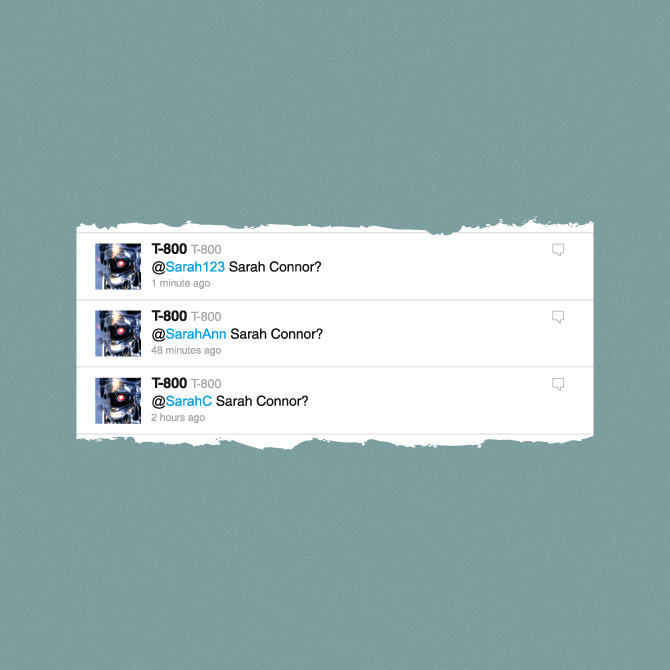 T-800 T-800
@Sarah123 Sarah Connor?
1 minute ago
T-800 T-800
@SarahAnn Sarah Connor?
48 minutes ago
T-800 T-800
@SarahC Sarah Connor?
2 hours ago